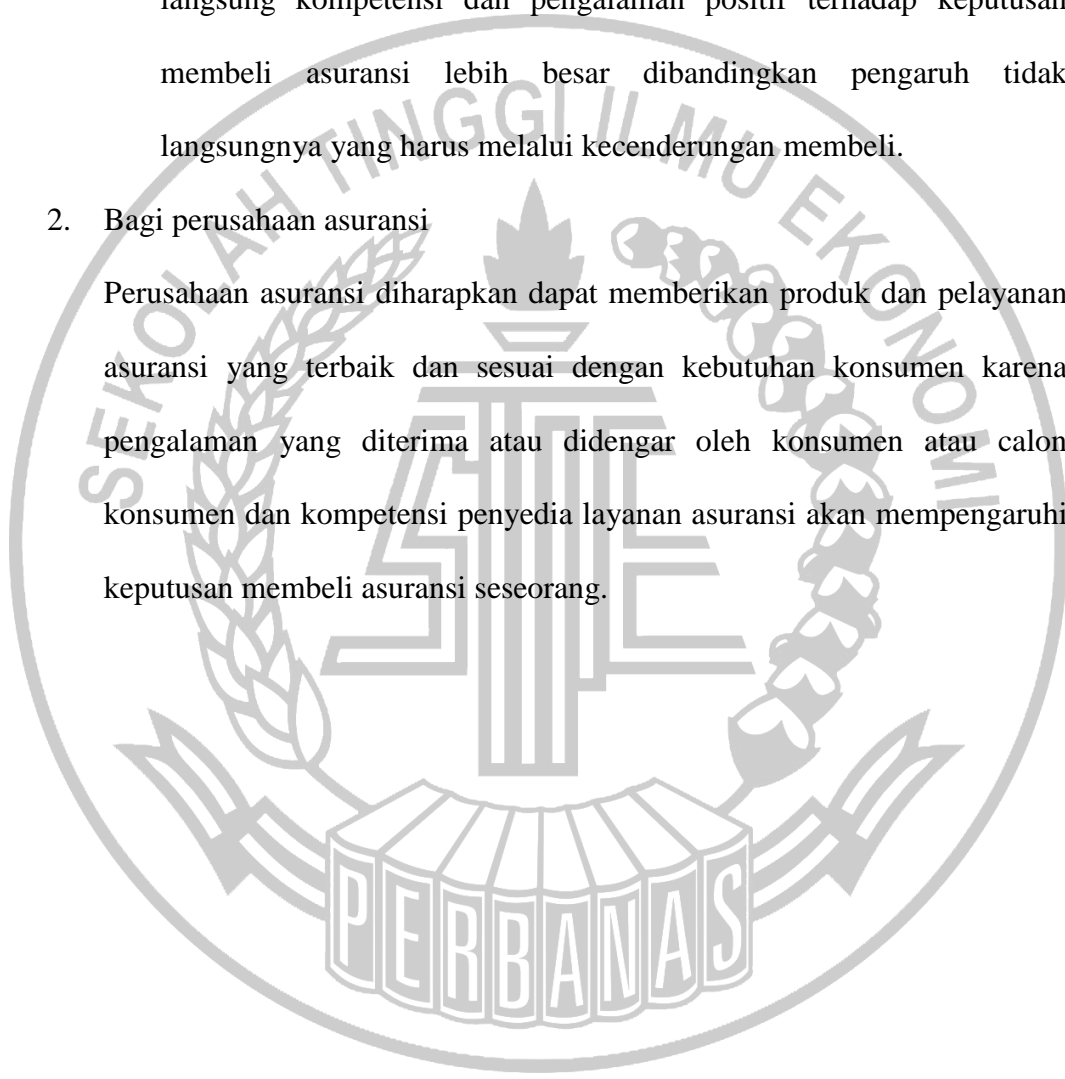 langsung kompetensi dan pengalaman positif terhadap keputusan
membeli asuransi lebih besar dibandingkan pengaruh tidak
langsungnya yang harus melalui kecenderungan membeli.
2. Bagi perusahaan asuransi
Perusahaan asuransi diharapkan dapat memberikan produk dan pelayanan
asuransi yang terbaik dan sesuai dengan kebutuhan konsumen karena
pengalaman yang diterima atau didengar oleh konsumen atau calon
konsumen dan kompetensi penyedia layanan asuransi akan mempengaruhi
keputusan membeli asuransi seseorang.
SEKOLAH TINGGI ILMU EKONOMI
PERBANAS